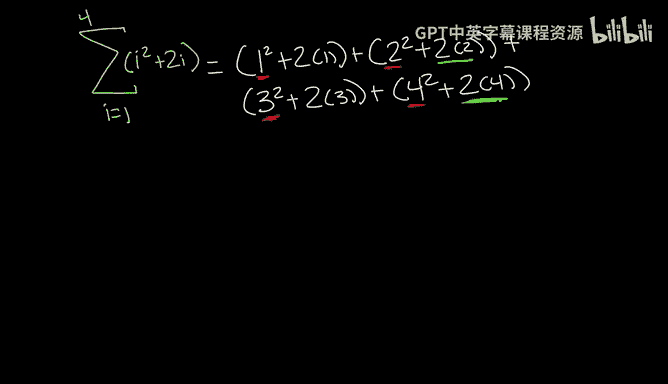 GPT中英字幕课程资源 bilibili
4
∑ (i²+2i) = (1²+2(1))+(2²+2(2))+
i=1 (3²+2(3))+(4²+2(4))